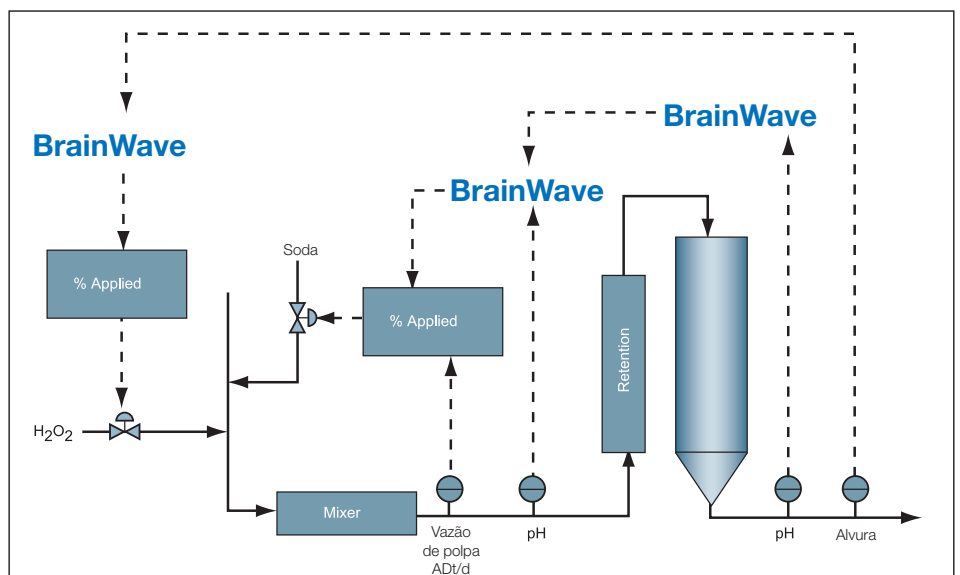 BrainWave
BrainWave
BrainWave
Soda
% Applied
% Applied
Retention
H₂O₂
Mixer
Vazão
de polpa
ADt/d
pH
pH
Alvura